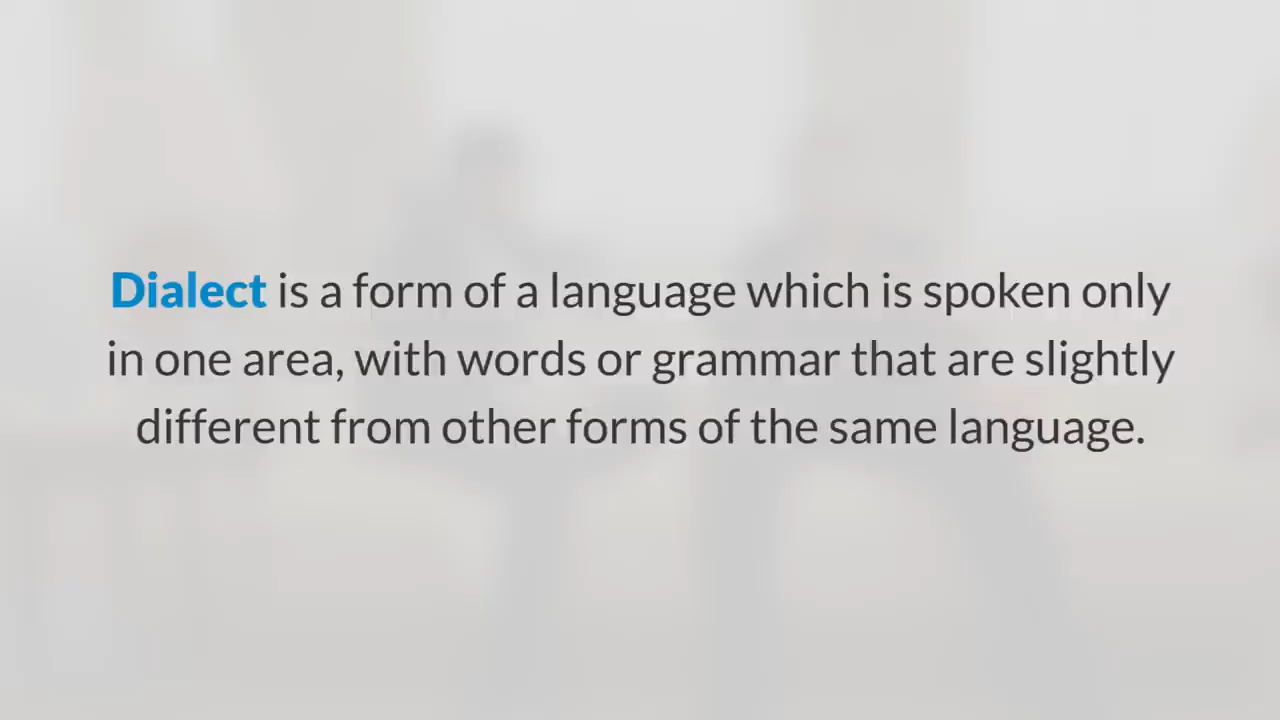 Dialect is a form of a language which is spoken only
in one area, with words or grammar that are slightly
different from other forms of the same language.